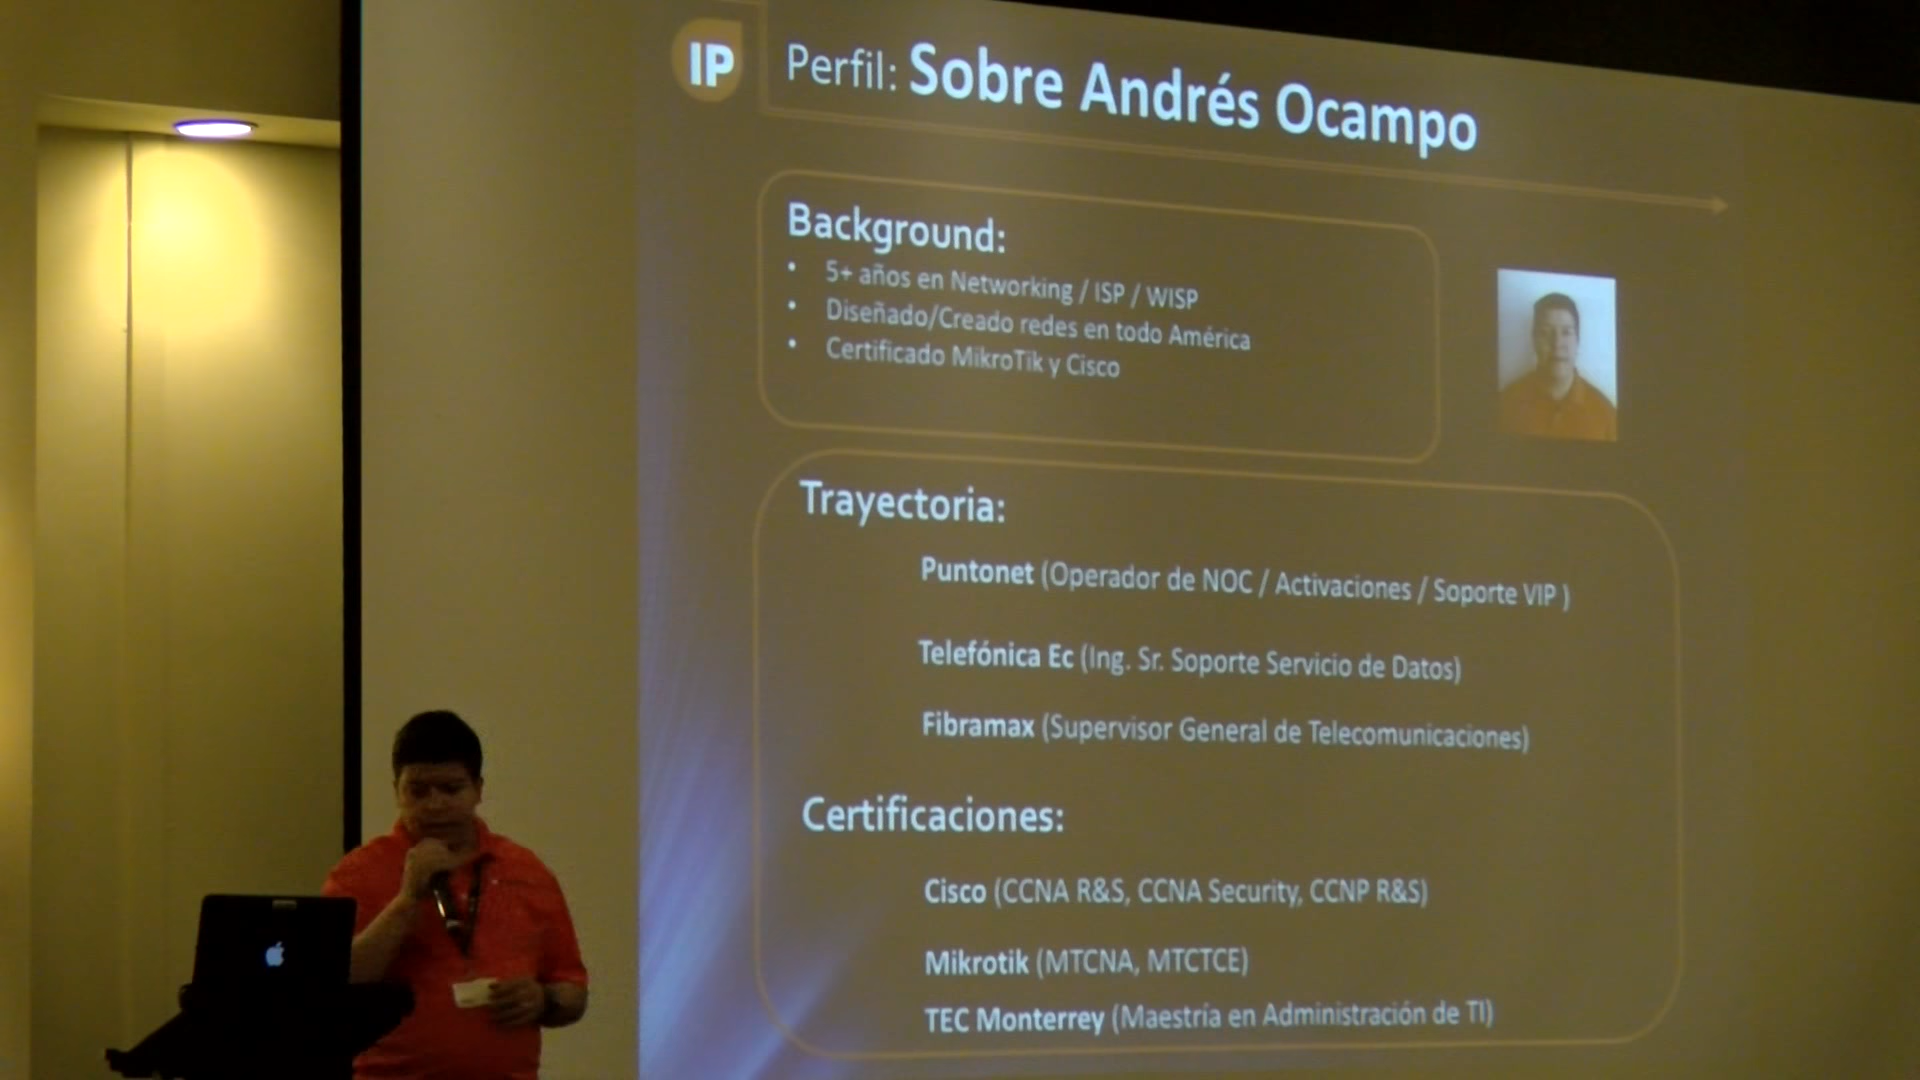 IP
Perfil: Sobre Andrés Ocampo
Background:
• 5+ años en Networking / ISP / WISP
• Diseñado/Creado redes en todo América
• Certificado MikroTik y Cisco
Trayectoria:
Puntonet (Operador de NOC / Activaciones / Soporte VIP )
Telefónica Ec (Ing. Sr. Soporte Servicio de Datos)
Fibramax (Supervisor General de Telecomunicaciones)
Certificaciones:
Cisco (CCNA R&S, CCNA Security, CCNP R&S)
Mikrotik (MTCNA, MTCTCE)
TEC Monterrey (Maestría en Administración de TI)